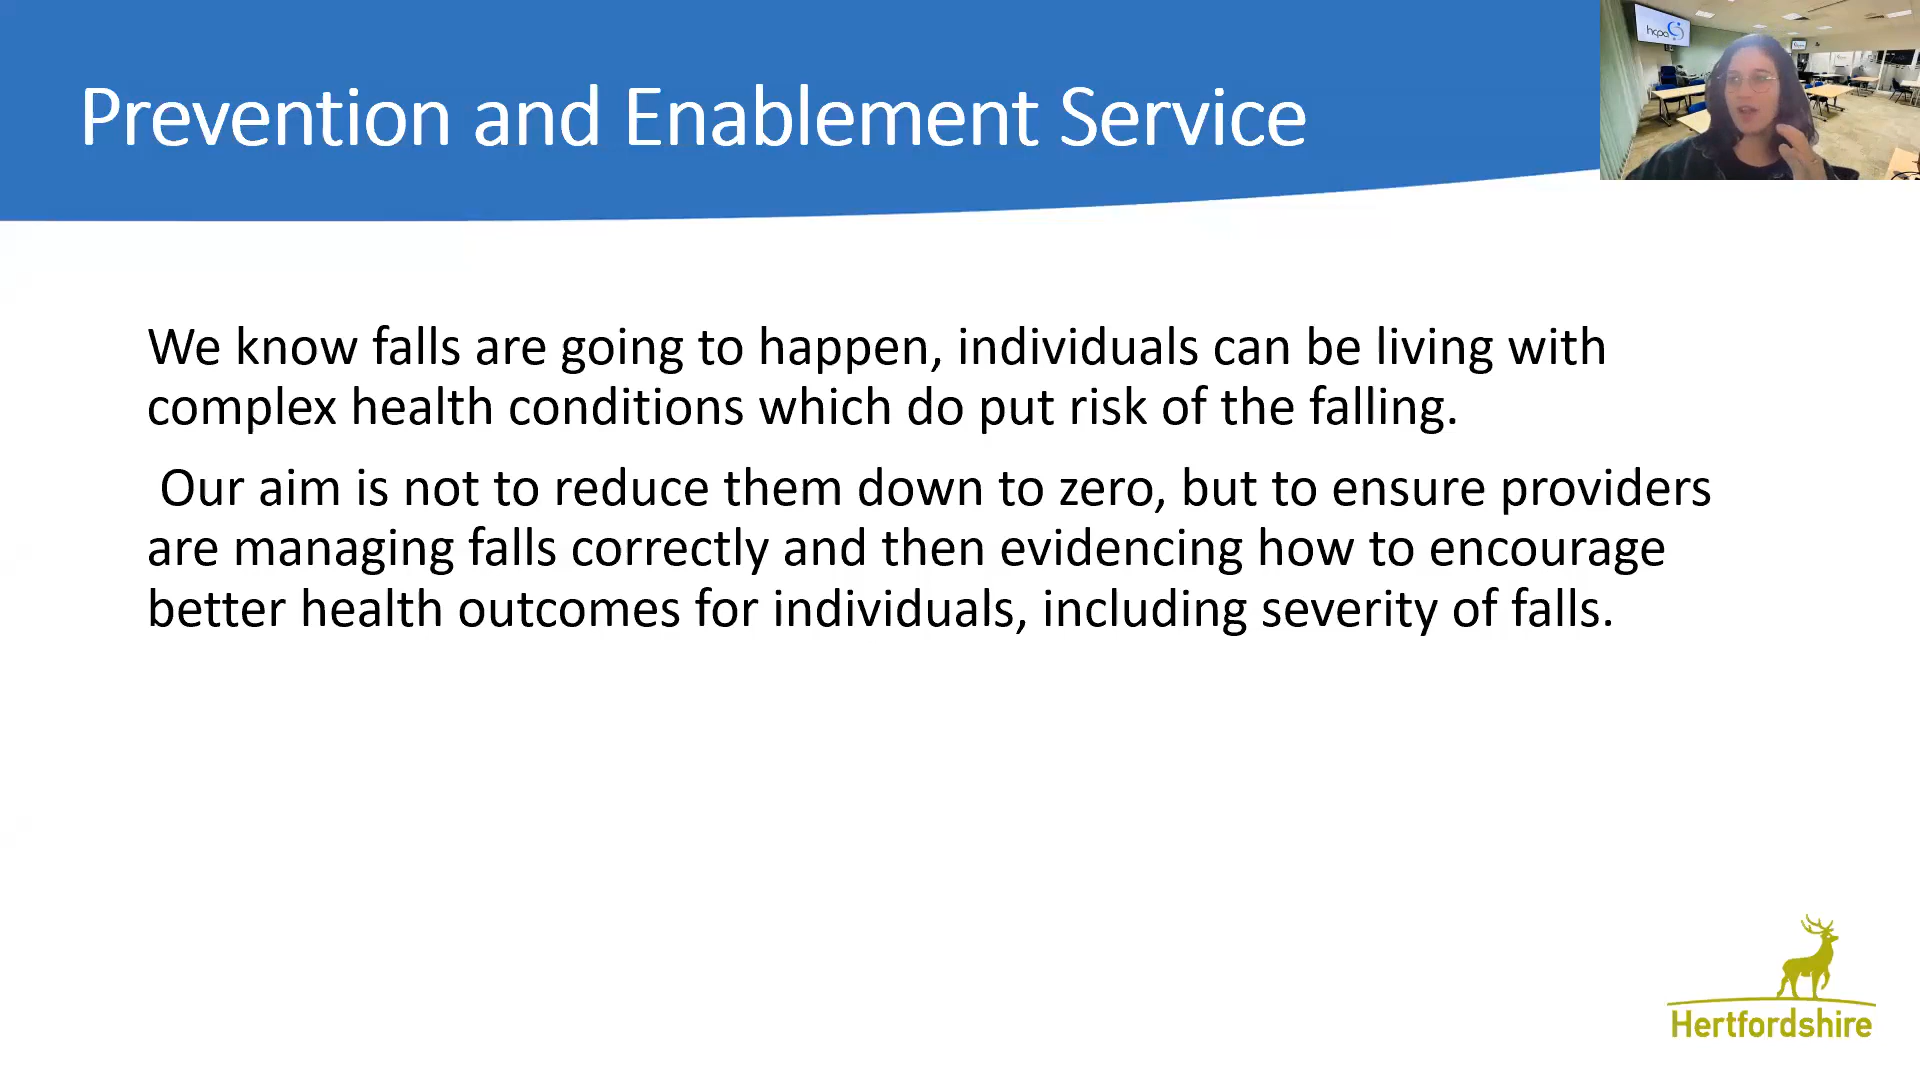 Prevention and Enablement Service
hcpa
We know falls are going to happen, individuals can be living with
complex health conditions which do put risk of the falling.
Our aim is not to reduce them down to zero, but to ensure providers
are managing falls correctly and then evidencing how to encourage
better health outcomes for individuals, including severity of falls.
Hertfordshire